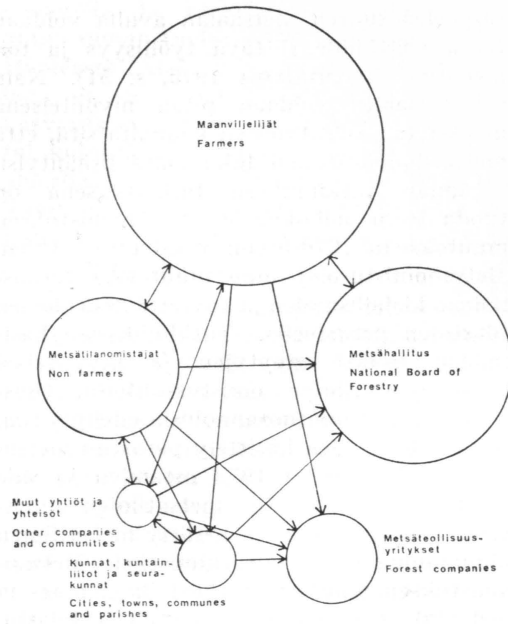 Maanviljelijät
Farmers
Metsätilanomistajat
Non farmers
Metsähallitus
National Board of
Forestry
Muut yhtiöt ja
yhteisöt
Other companies
and communities
Kunnat, kuntain-
liitot ja seura-
kunnat
Cities, towns, communes
and parishes
Metsäteollisuus-
yritykset
Forest companies